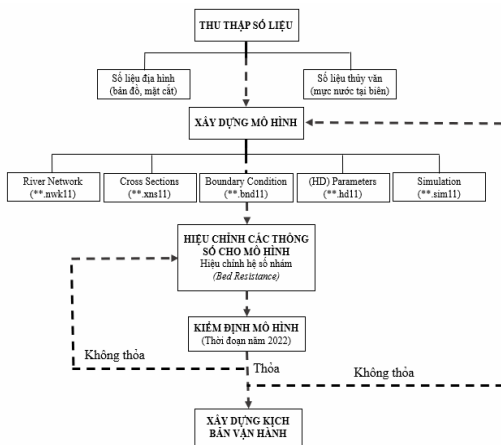 THU THẬP SỐ LIỆU
Số liệu địa hình
(bản đồ, mặt cắt)
Số liệu thủy văn
(mực nước tại biên)
XÂY DỰNG MÔ HÌNH
River Network
(**.nwk11)
Cross Sections
(**.xns11)
Boundary Condition
(**.bnd11)
(HD) Parameters
(**.hd11)
Simulation
(**.sim11)
HIỆU CHỈNH CÁC THÔNG
SỐ CHO MÔ HÌNH
Hiệu chỉnh hệ số nhám
(Bed Resistance)
KIỂM ĐỊNH MÔ HÌNH
(Thời đoạn năm 2022)
Không thỏa
Thỏa
Không thỏa
XÂY DỰNG KỊCH
BẢN VẬN HÀNH